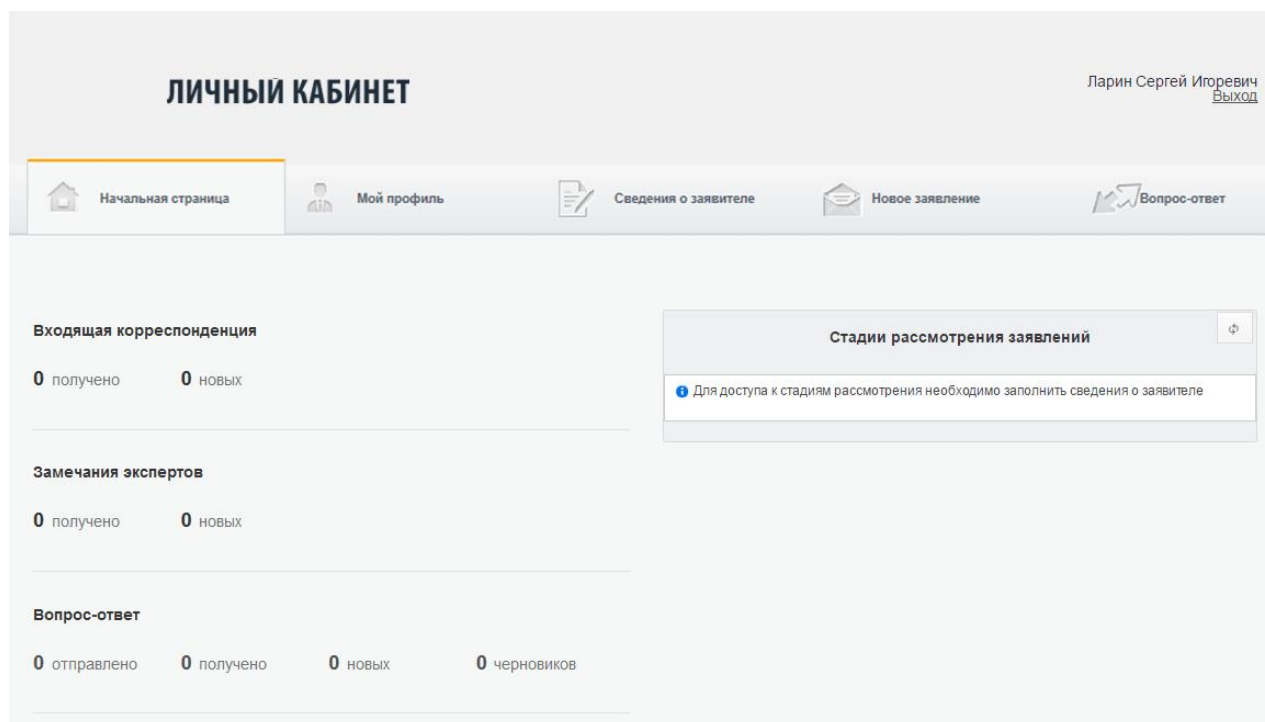 ЛИЧНЫЙ КАБИНЕТ
Ларин Сергей Игоревич
Выход
Начальная страница
Мой профиль
Сведения о заявителе
Новое заявление
Вопрос-ответ
Входящая корреспонденция
0 получено 0 новых
Замечания экспертов
0 получено 0 новых
Вопрос-ответ
0 отправлено 0 получено 0 новых 0 черновиков
Стадии рассмотрения заявлений
Для доступа к стадиям рассмотрения необходимо заполнить сведения о заявителе